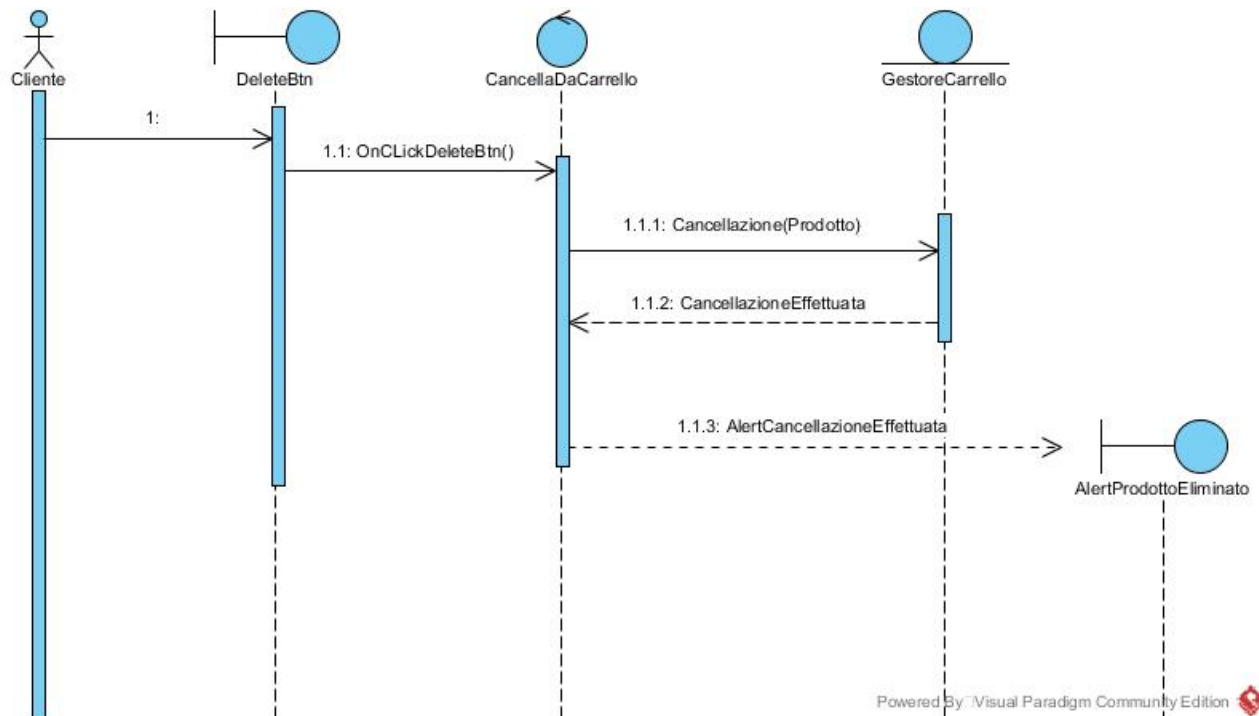 Cliente
DeleteBtn
CancellaDaCarrello
GestoreCarrello
1:
1.1: OnCLickDeleteBtn()
1.1.1: Cancellazione(Prodotto)
1.1.2: CancellazioneEffettuata
1.1.3: AlertCancellazioneEffettuata
AlertProdottoEliminato
Powered By Visual Paradigm Community Edition